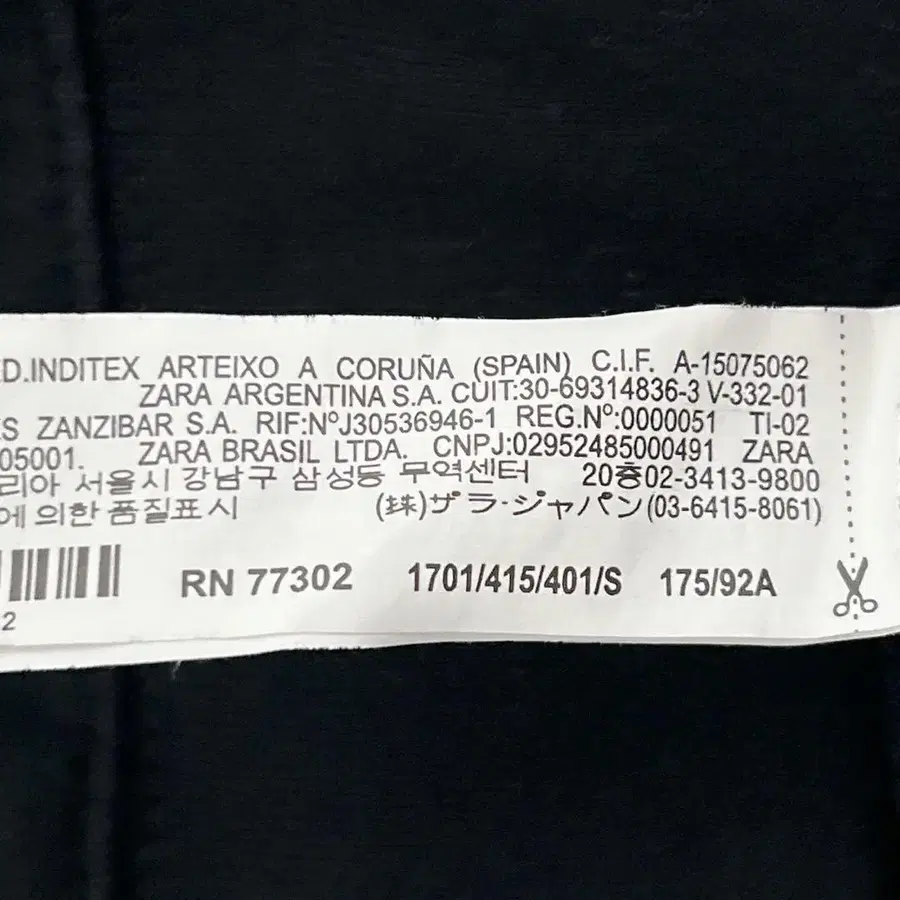 ED.INDITEX ARTEIXO A CORUÑA (SPAIN) C.I.F. A-15075062
ZARA ARGENTINA S.A. CUIT:30-69314836-3 V-332-01
ES ZANZIBAR S.A. RIF:NºJ30536946-1 REG.Nº:0000051 TI-02
05001. ZARA BRASIL LTDA. CNPJ:02952485000491 ZARA
리아 서울시 강남구 삼성동 무역센터 20층02-3413-9800
에 의한 품질표시 (株)ザラ・ジャパン(03-6415-8061)
RN 77302 1701/415/401/S 175/92A
2